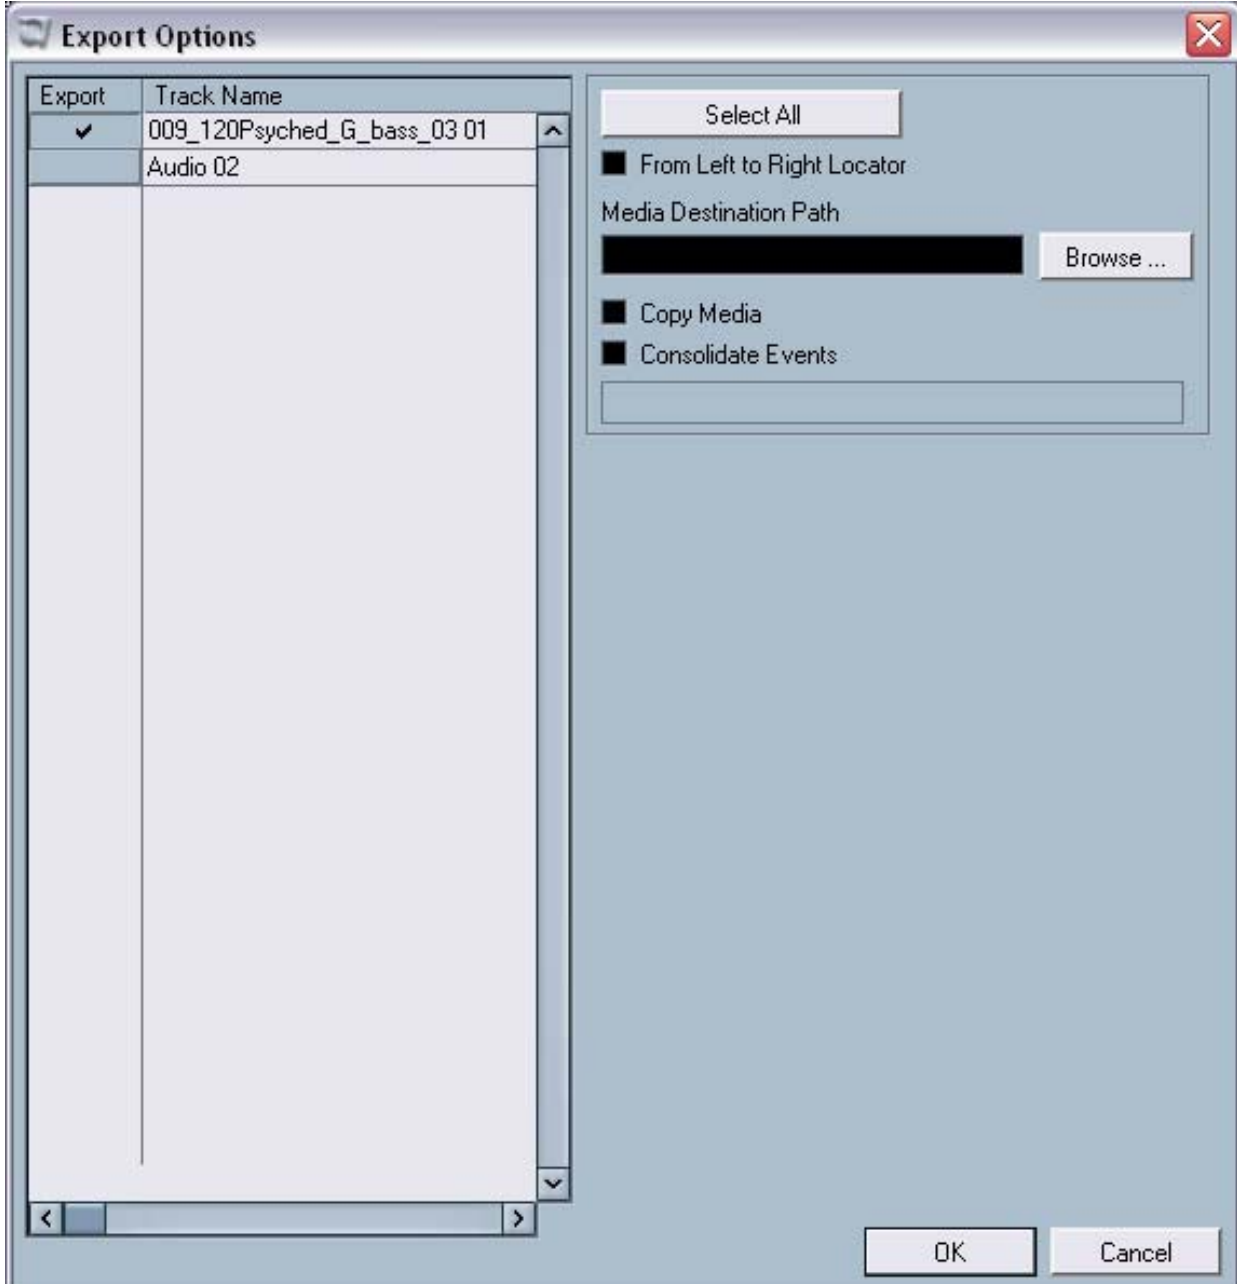 Export Options
Export Track Name
009_120Psyched_G_bass_03 01
Audio 02
Select All
From Left to Right Locator
Media Destination Path
Browse ...
Copy Media
Consolidate Events
OK Cancel